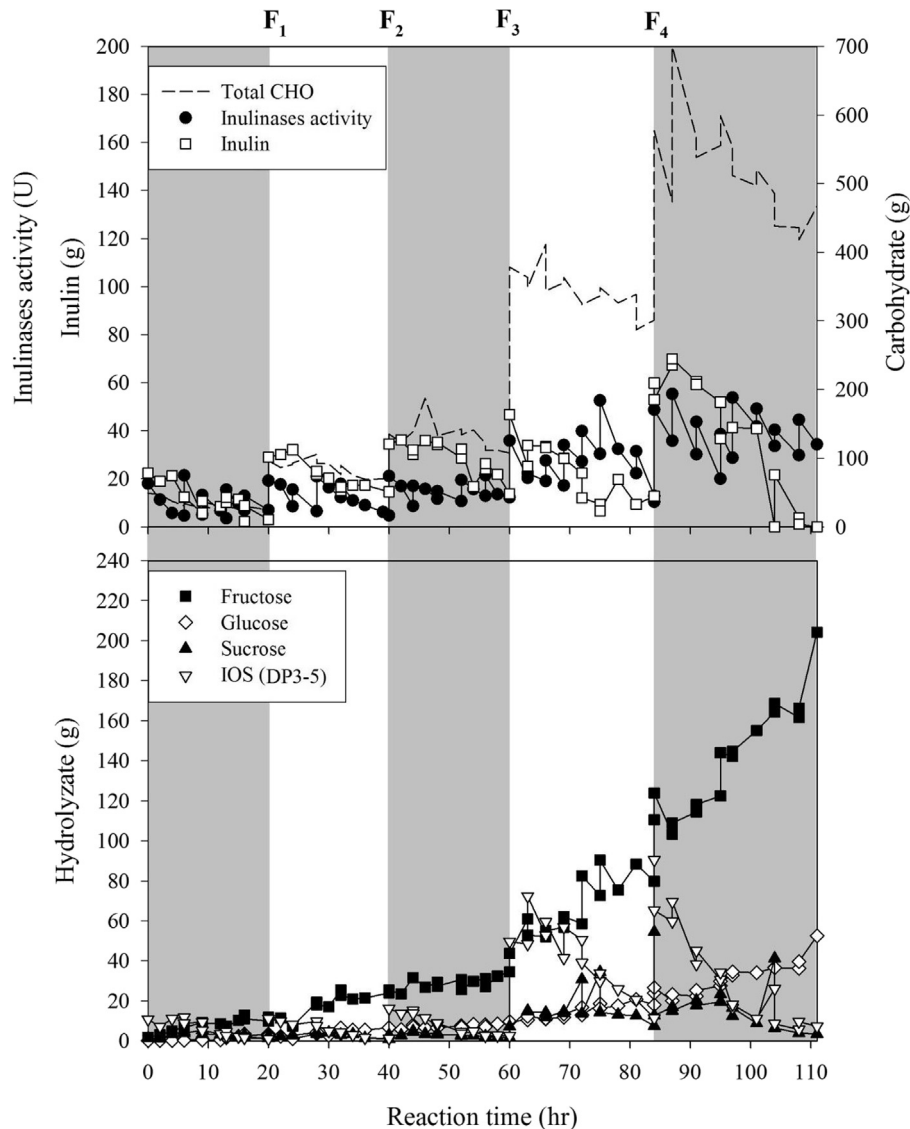 F1 F2 F3 F4
200 700
180
160 600
140 500
120
100 400
80 300
60 200
40
20 100
0 0
Total CHO
Inulinases activity
Inulin
Inulinases activity (U)
Inulin (g)
Carbohydrate (g)
240
220
200
180
160
140
120
100
80
60
40
20
0
Fructose
Glucose
Sucrose
IOS (DP3-5)
Hydrolyzate (g)
0 10 20 30 40 50 60 70 80 90 100 110
Reaction time (hr)